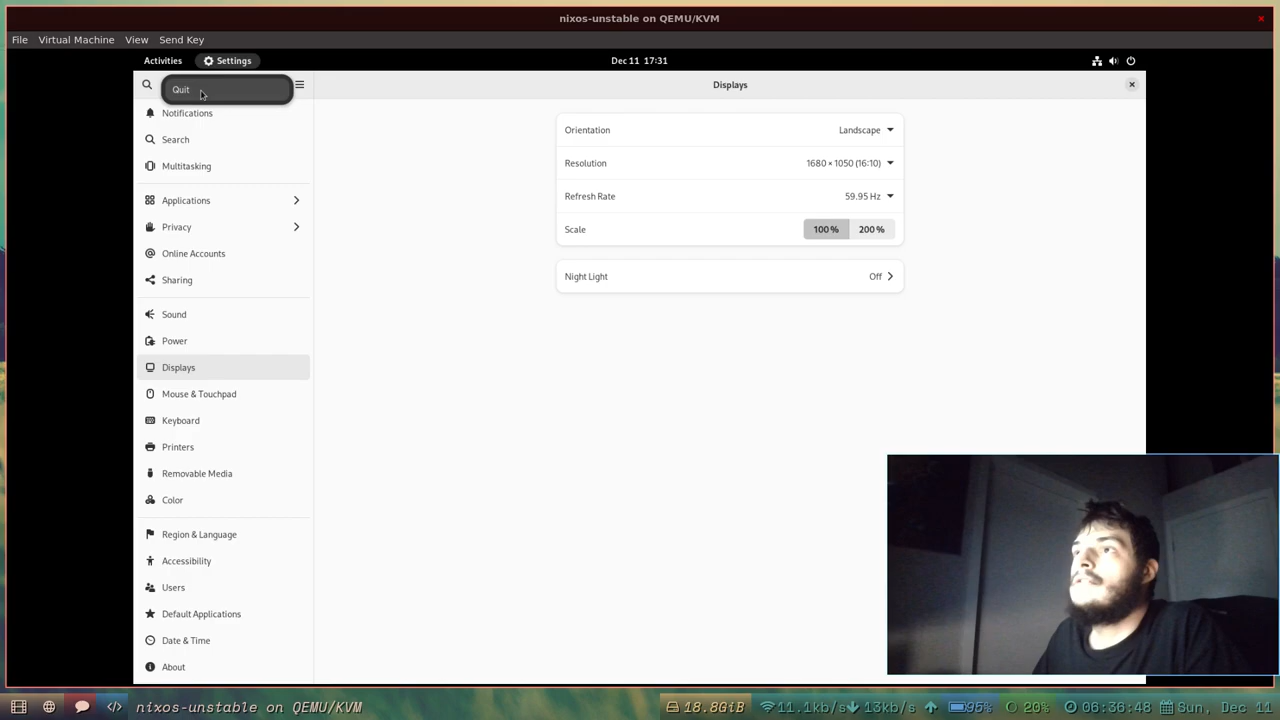 nixos-unstable on QEMU/KVM
File Virtual Machine View Send Key
Activities Settings Dec 11 17:31
Quit
Displays
Notifications
Search
Multitasking
Applications
Privacy
Online Accounts
Sharing
Sound
Power
Displays
Mouse & Touchpad
Keyboard
Printers
Removable Media
Color
Region & Language
Accessibility
Users
Default Applications
Date & Time
About
Orientation Landscape
Resolution 1680 × 1050 (16:10)
Refresh Rate 59.95 Hz
Scale 100 % 200 %
Night Light Off
nixos-unstable on QEMU/KVM 18.8GiB 11.1kb/s 13kb/s 95% 20% 06:36:48 Sun, Dec 11